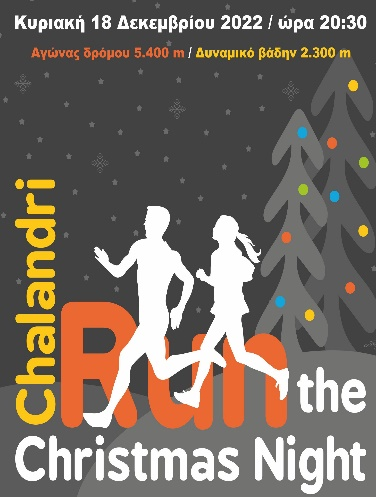 Κυριακή 18 Δεκεμβρίου 2022 / ώρα 20:30
Αγώνας δρόμου 5.400 m / Δυναμικό βάδην 2.300 m
Chalandri
Run the
Christmas Night